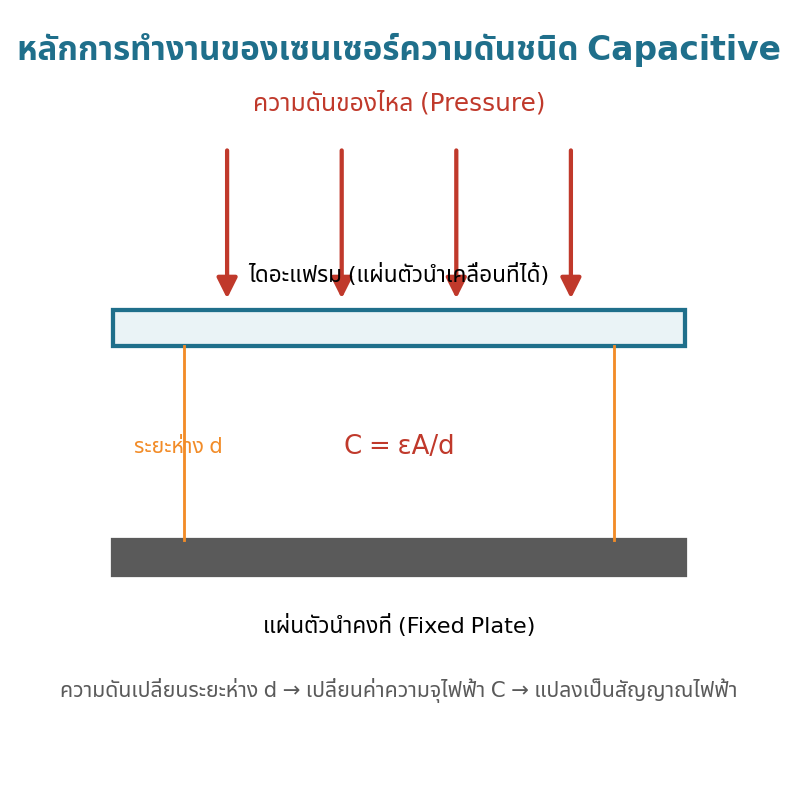 หลักการทำงานของเซนเซอร์ความดันชนิด Capacitive
ความดันของไหล (Pressure)
ไดอะแฟรม (แผ่นตัวนำเคลื่อนที่ได้)
ระยะห่าง d
C = εA/d
แผ่นตัวนำคงที่ (Fixed Plate)
ความดันเปลี่ยนระยะห่าง d → เปลี่ยนค่าความจุไฟฟ้า C → แปลงเป็นสัญญาณไฟฟ้า